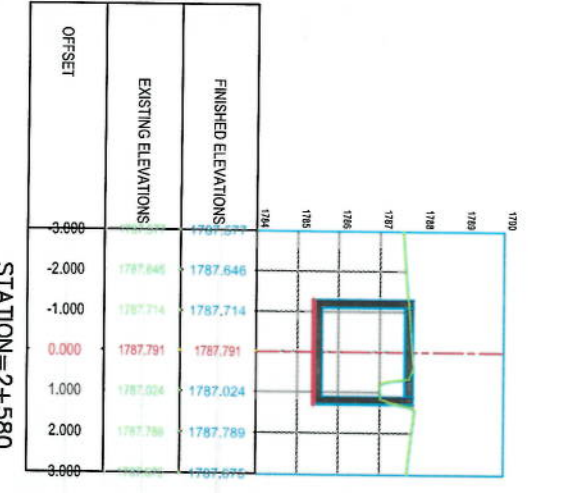 1790
1789
1788
1787
1786
1785
1784
FINISHED ELEVATIONS 1787.646 1787.714 1787.791 1787.024 1787.789
EXISTING ELEVATIONS 1787.646 1787.714 1787.791 1787.024 1787.789
OFFSET -3.000 -2.000 -1.000 0.000 1.000 2.000 3.000
STATION=2+580